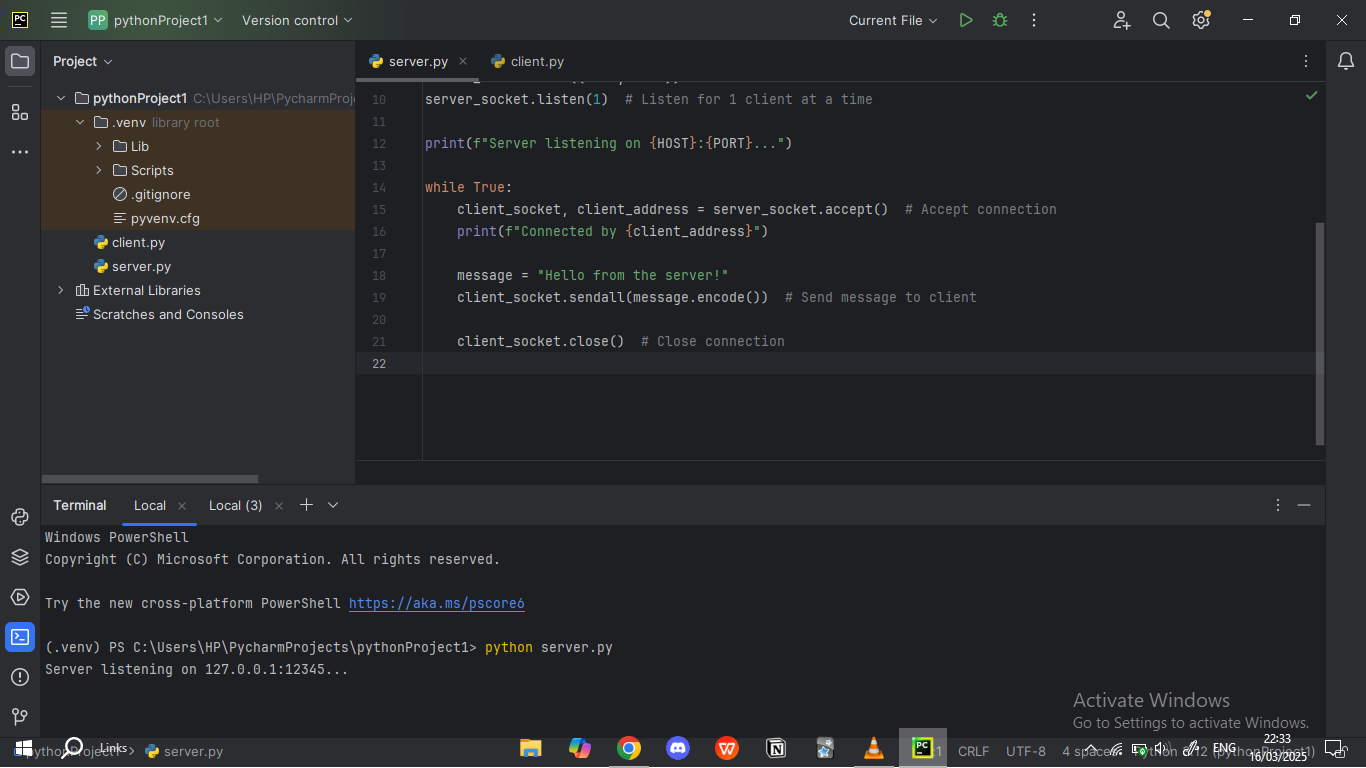 PC
PP pythonProject1
Version control
Current File
Project
server.py
client.py
pythonProject1 C:\Users\HP\PycharmProj
.venv library root
Lib
Scripts
.gitignore
pyvenv.cfg
client.py
server.py
External Libraries
Scratches and Consoles
10 server_socket.listen(1)  # Listen for 1 client at a time
11
12 print(f"Server listening on {HOST}:{PORT}...")
13
14 while True:
15     client_socket, client_address = server_socket.accept()  # Accept connection
16     print(f"Connected by {client_address}")
17
18     message = "Hello from the server!"
19     client_socket.sendall(message.encode())  # Send message to client
20
21     client_socket.close()  # Close connection
22
Terminal Local Local (3)
Windows PowerShell
Copyright (C) Microsoft Corporation. All rights reserved.
Try the new cross-platform PowerShell https://aka.ms/pscore6
(.venv) PS C:\Users\HP\PycharmProjects\pythonProject1> python server.py
Server listening on 127.0.0.1:12345...
Activate Windows
Go to Settings to activate Windows.
pythonProject1 > server.py
Links
PC
CRLF UTF-8 4 spaces
(pythonProject1)
ENG
22:33
16/03/2025